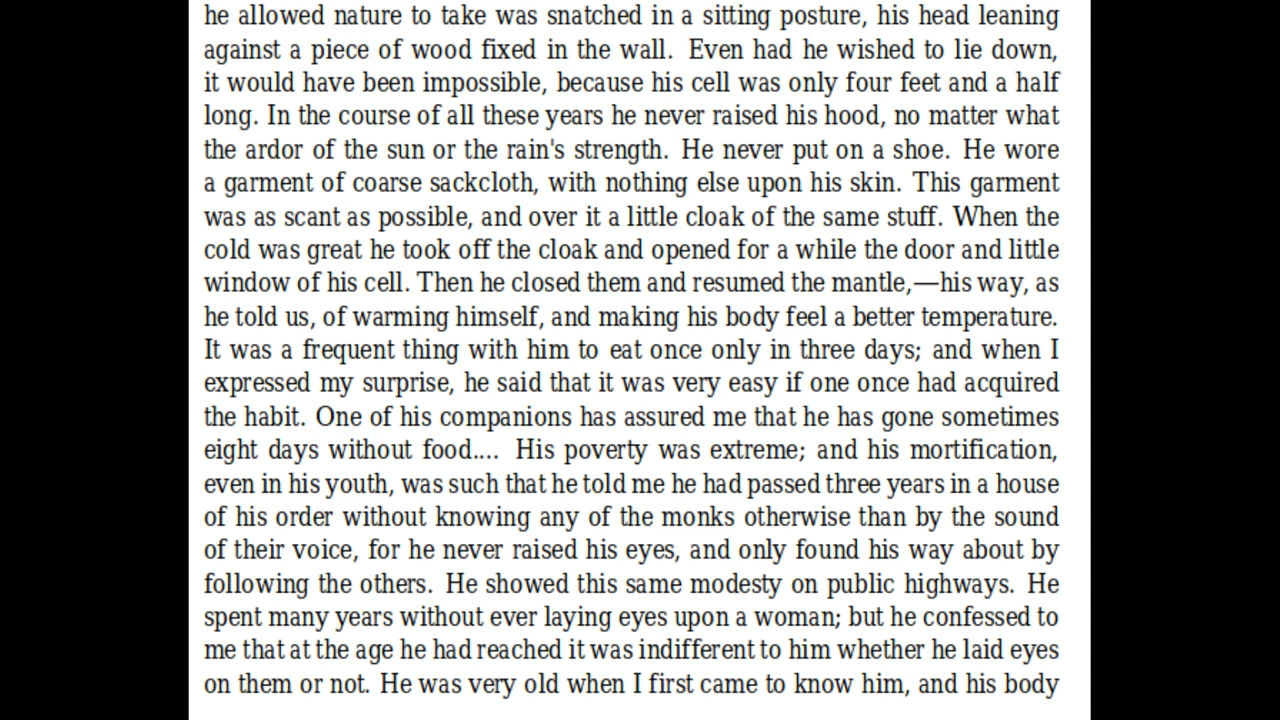 he allowed nature to take was snatched in a sitting posture, his head leaning
against a piece of wood fixed in the wall. Even had he wished to lie down,
it would have been impossible, because his cell was only four feet and a half
long. In the course of all these years he never raised his hood, no matter what
the ardor of the sun or the rain's strength. He never put on a shoe. He wore
a garment of coarse sackcloth, with nothing else upon his skin. This garment
was as scant as possible, and over it a little cloak of the same stuff. When the
cold was great he took off the cloak and opened for a while the door and little
window of his cell. Then he closed them and resumed the mantle,—his way, as
he told us, of warming himself, and making his body feel a better temperature.
It was a frequent thing with him to eat once only in three days; and when I
expressed my surprise, he said that it was very easy if one once had acquired
the habit. One of his companions has assured me that he has gone sometimes
eight days without food.... His poverty was extreme; and his mortification,
even in his youth, was such that he told me he had passed three years in a house
of his order without knowing any of the monks otherwise than by the sound
of their voice, for he never raised his eyes, and only found his way about by
following the others. He showed this same modesty on public highways. He
spent many years without ever laying eyes upon a woman; but he confessed to
me that at the age he had reached it was indifferent to him whether he laid eyes
on them or not. He was very old when I first came to know him, and his body